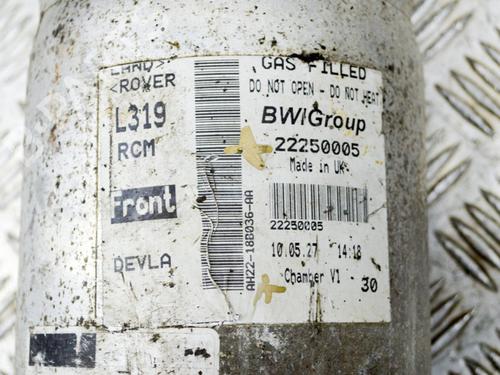 LAND
<ROVER
L319
RCM
Front
DEVLA
AH22-18B036-AA
GAS FILLED
DO NOT OPEN - DO NOT HEAT
BWIGroup
22250005
Made in UK
22250005
10.05.27 14:18
Chamber V1 30